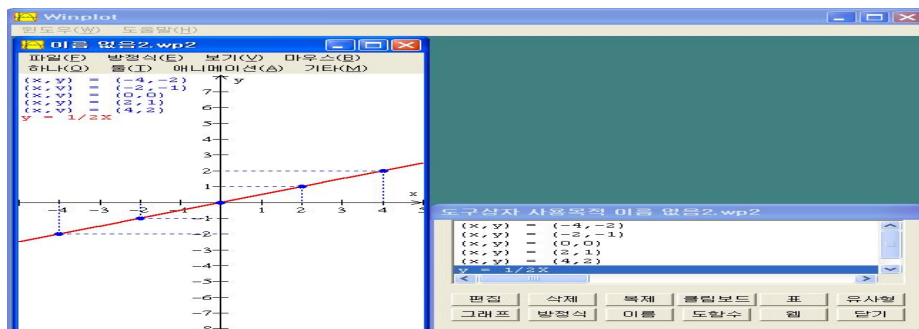 Winplot
윈도우(W) 도움말(H)
이름 없음2.wp2
파일(F) 방정식(E) 보기(V) 마우스(B)
하나(O) 둘(T) 애니메이션(A) 기타(M)
(x,y) = (-4,-2)
(x,y) = (-2,-1)
(x,y) = (0,0)
(x,y) = (2,1)
(x,y) = (4,2)
y = 1/2x
y
7
6
5
4
3
2
1
x
-4 -3 -2 -1 1 2 3 4 5
-1
-2
-3
-4
-5
-6
-7
도구상자 사용목적 이름 없음2.wp2
(x,y) = (-4,-2)
(x,y) = (-2,-1)
(x,y) = (0,0)
(x,y) = (2,1)
(x,y) = (4,2)
y = 1/2x
편집 삭제 복제 클립보드 표 유사형
그래프 방정식 이름 도함수 웹 닫기